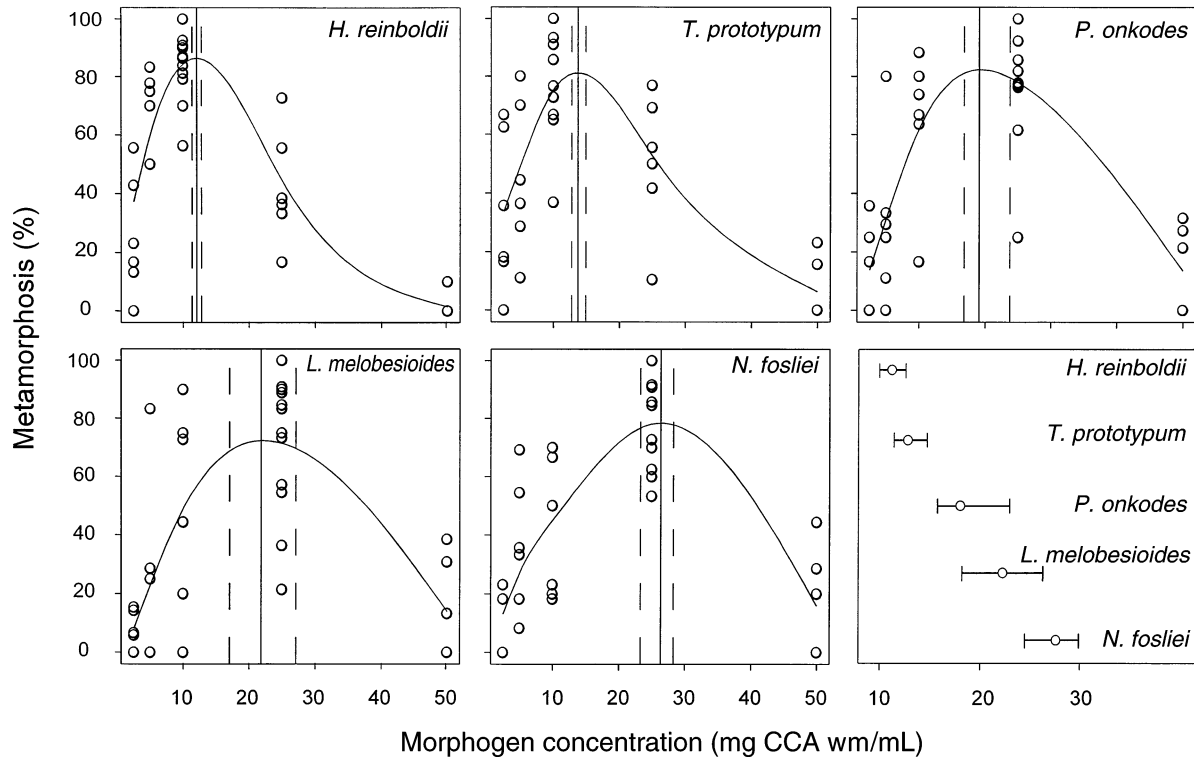 Metamorphosis (%)
100
80
60
40
20
0
H. reinboldii
T. prototypum
P. onkodes
100
80
60
40
20
0
L. melobesioides
N. fosliei
H. reinboldii
T. prototypum
P. onkodes
L. melobesioides
N. fosliei
10 20 30 40 50
10 20 30 40 50
10 20 30
Morphogen concentration (mg CCA wm/mL)